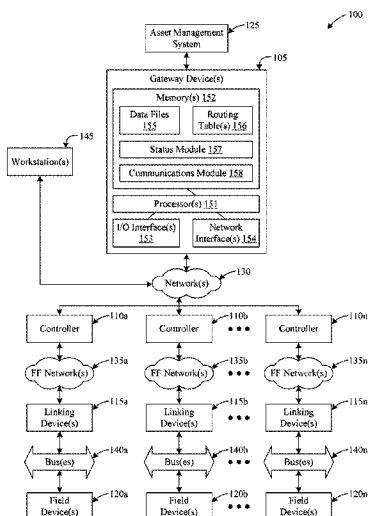 100
Asset Management
System
125
105
Gateway Device(s)
Memory(s) 152
Data Files
155
Routing
Table(s) 156
Status Module 157
Communications Module 158
Processor(s) 151
I/O Interface(s)
153
Network
Interface(s) 154
145
Workstation(s)
Network(s)
130
Controller
110a
Controller
110b
Controller
110n
FF Network(s)
135a
FF Network(s)
135b
FF Network(s)
135n
Linking
Device(s)
115a
Linking
Device(s)
115b
Linking
Device(s)
115n
Bus(es)
140a
Bus(es)
140b
Bus(es)
140n
Field
Device(s)
120a
Field
Device(s)
120b
Field
Device(s)
120n